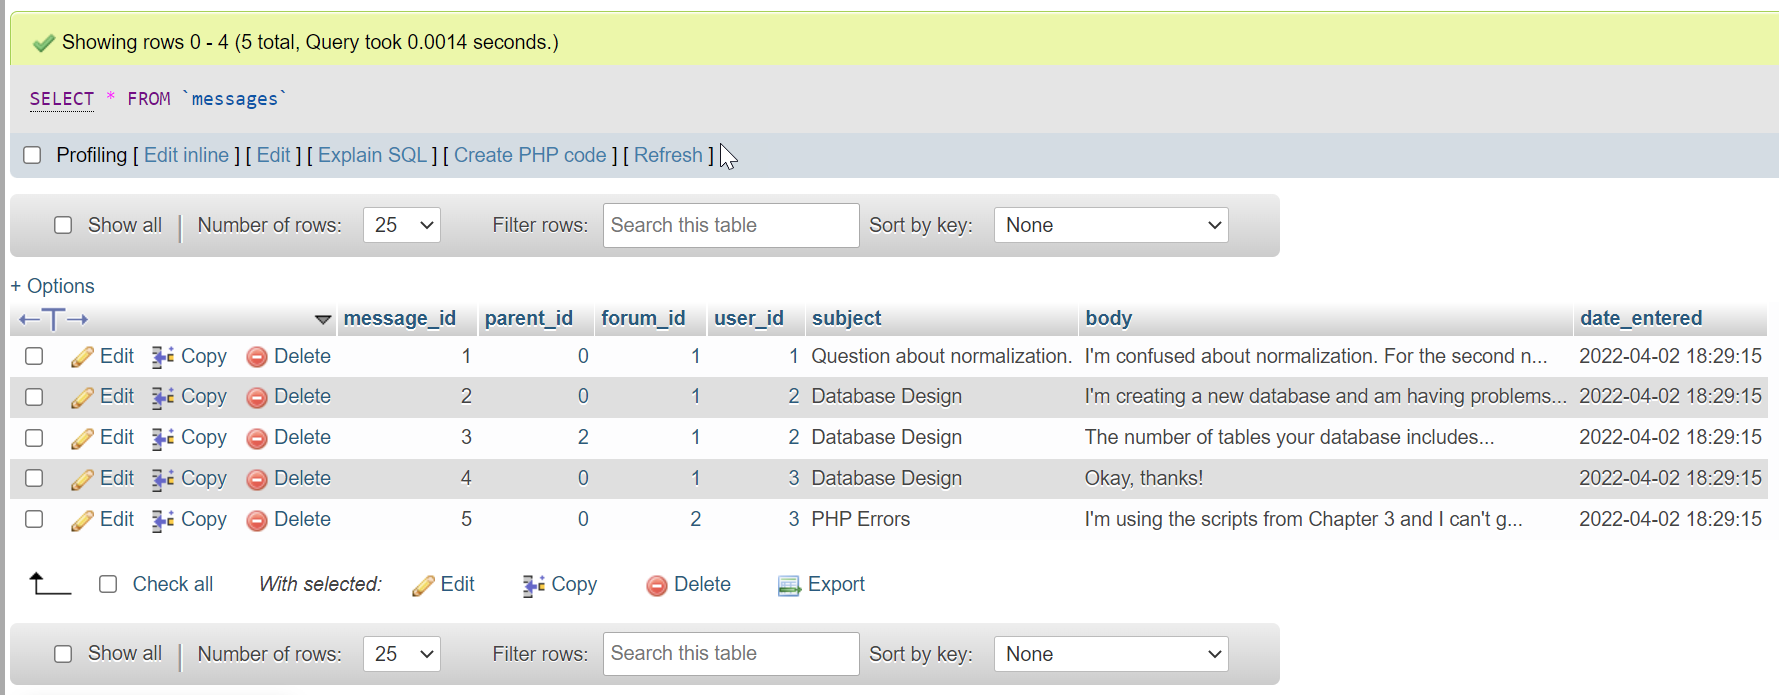 Showing rows 0 - 4 (5 total, Query took 0.0014 seconds.)
SELECT * FROM `messages`
Profiling [ Edit inline ] [ Edit ] [ Explain SQL ] [ Create PHP code ] [ Refresh ]
Show all | Number of rows: 25 Filter rows: Search this table Sort by key: None
+ Options
←T→ message_id parent_id forum_id user_id subject body date_entered
Edit Copy Delete 1 0 1 1 Question about normalization. I'm confused about normalization. For the second n... 2022-04-02 18:29:15
Edit Copy Delete 2 0 1 2 Database Design I'm creating a new database and am having problems... 2022-04-02 18:29:15
Edit Copy Delete 3 2 1 2 Database Design The number of tables your database includes... 2022-04-02 18:29:15
Edit Copy Delete 4 0 1 3 Database Design Okay, thanks! 2022-04-02 18:29:15
Edit Copy Delete 5 0 2 3 PHP Errors I'm using the scripts from Chapter 3 and I can't g... 2022-04-02 18:29:15
Check all With selected: Edit Copy Delete Export
Show all | Number of rows: 25 Filter rows: Search this table Sort by key: None